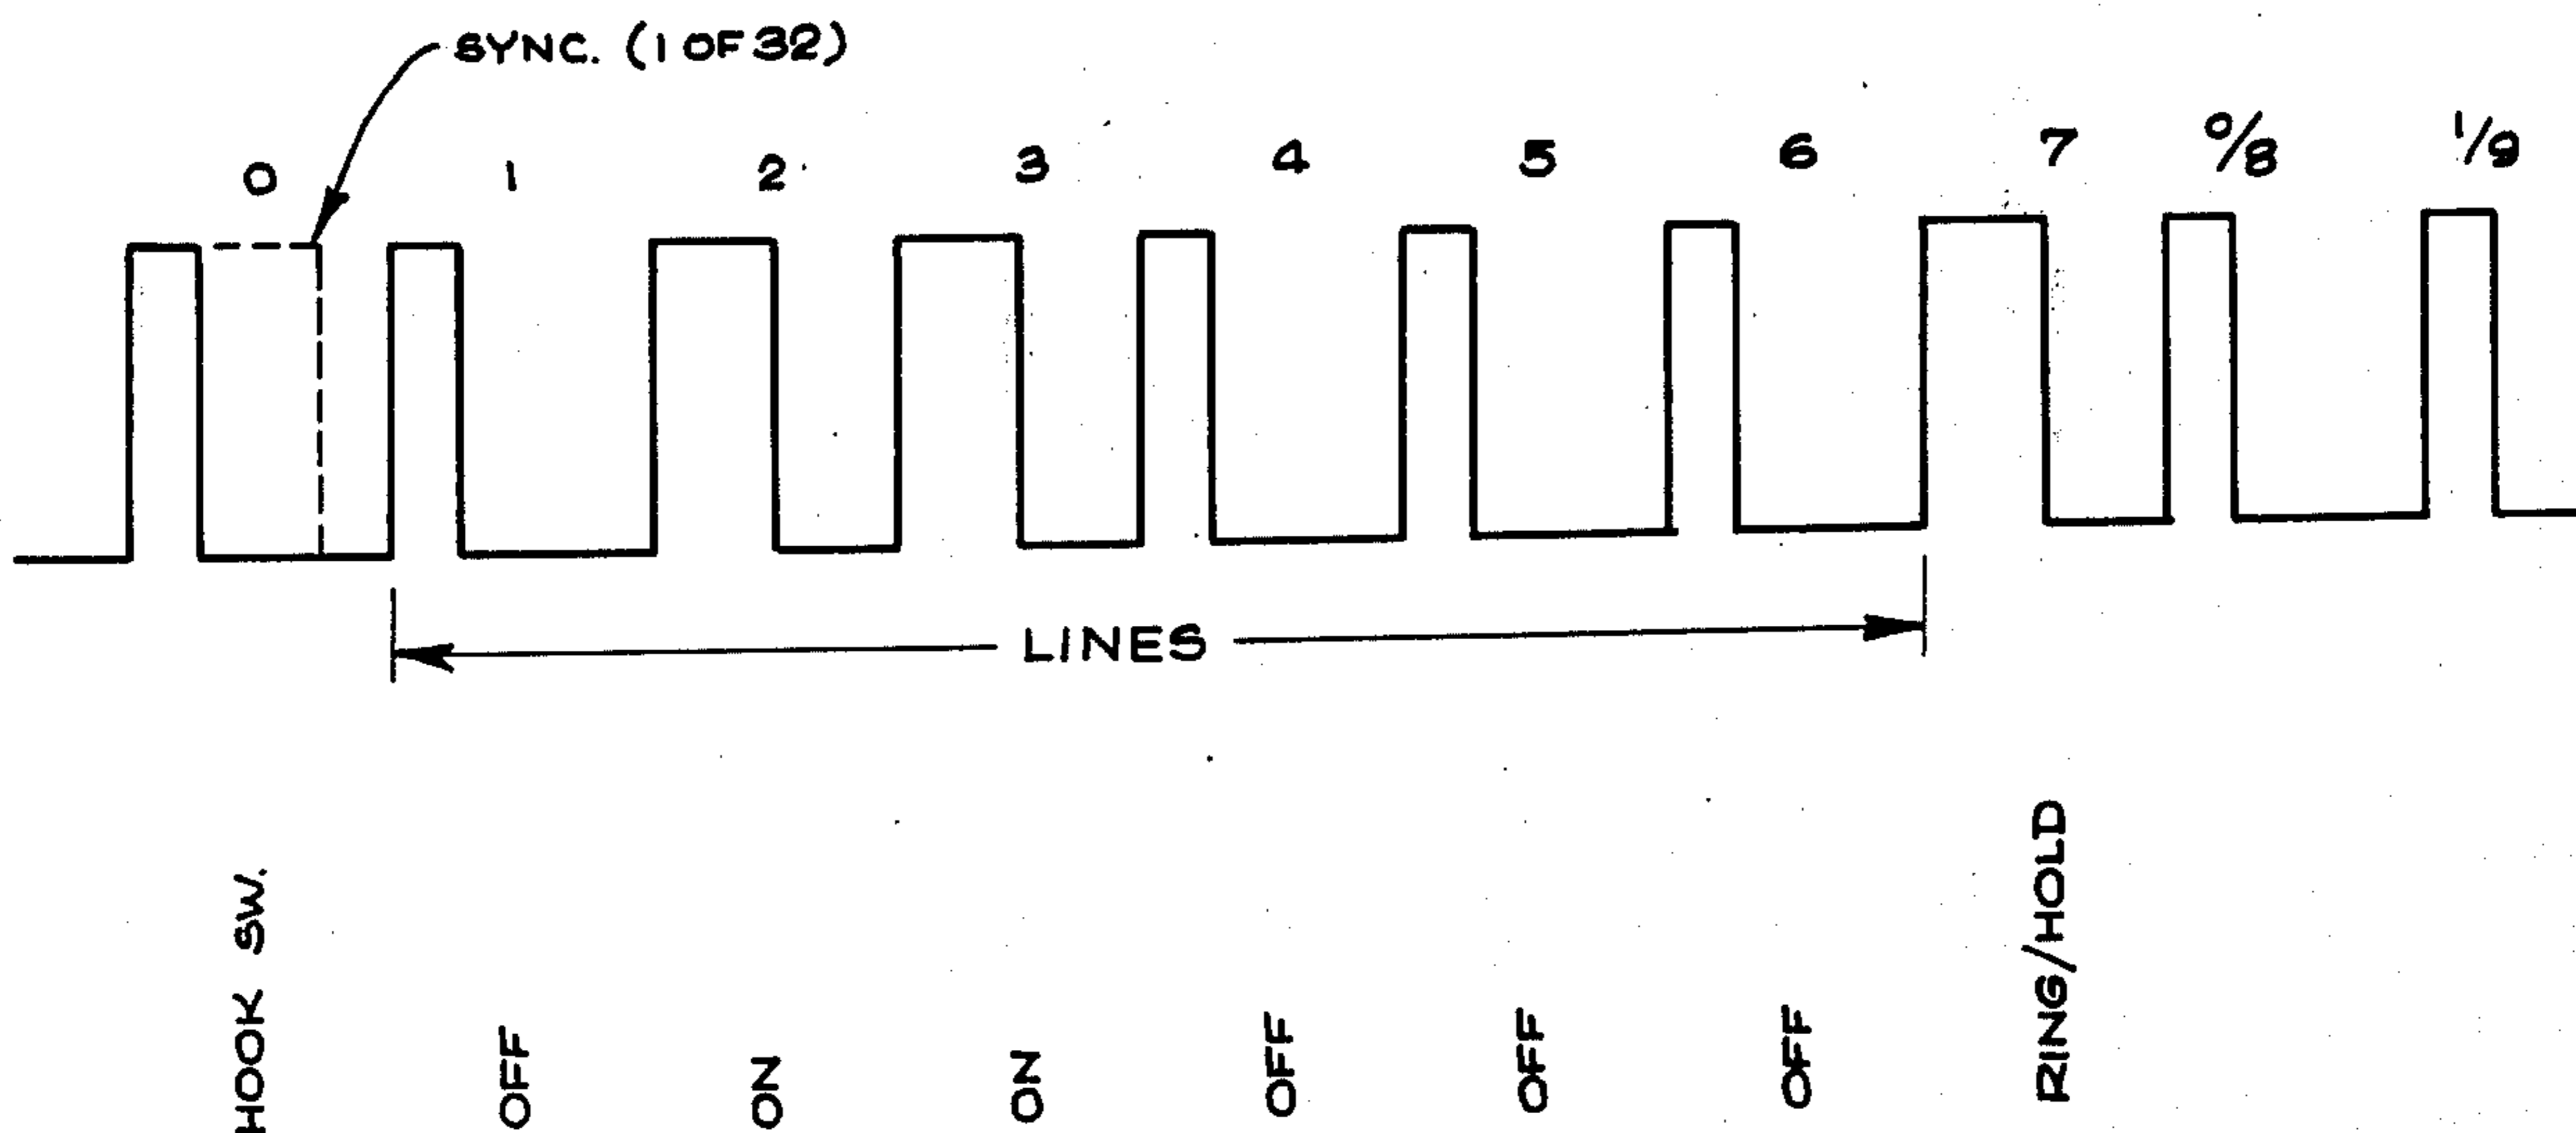 SYNC. (1 OF 32)
0 1 2 3 4 5 6 7 0/8 1/9
LINES
HOOK SW.
OFF
ON
ON
OFF
OFF
OFF
RING/HOLD